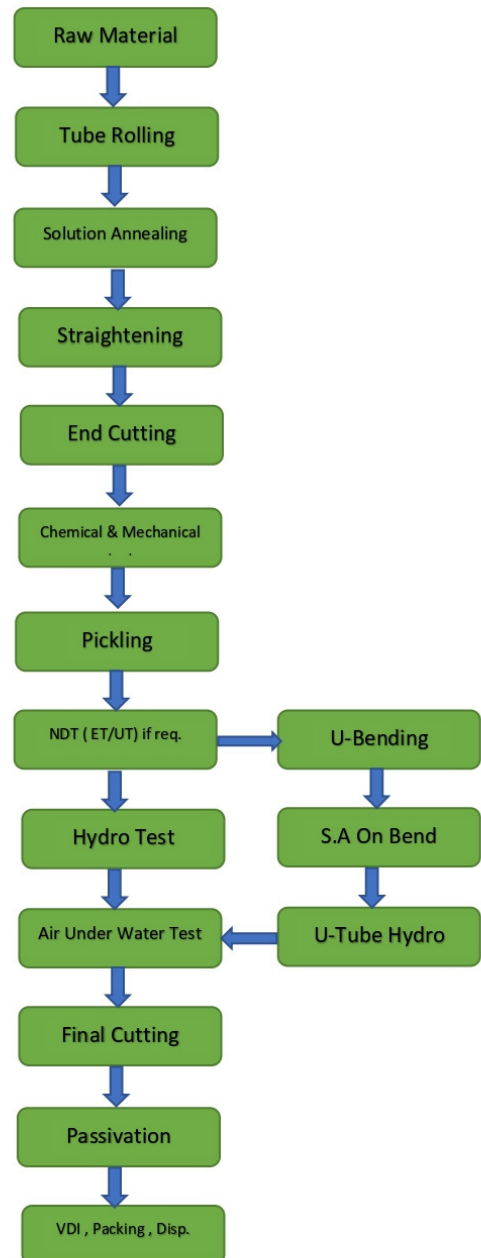 Raw Material
Tube Rolling
Solution Annealing
Straightening
End Cutting
Chemical & Mechanical
Pickling
NDT ( ET/UT) if req.
U-Bending
Hydro Test
S.A On Bend
Air Under Water Test
U-Tube Hydro
Final Cutting
Passivation
VDI , Packing , Disp.